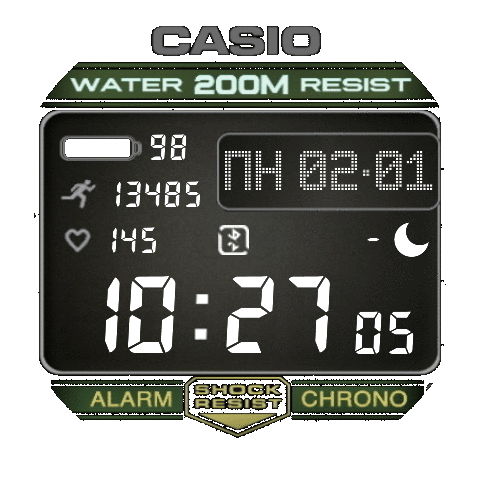 CASIO
WATER 200M RESIST
98
ПН 02-01
13485
145
-
10:27 05
ALARM SHOCK RESIST CHRONO